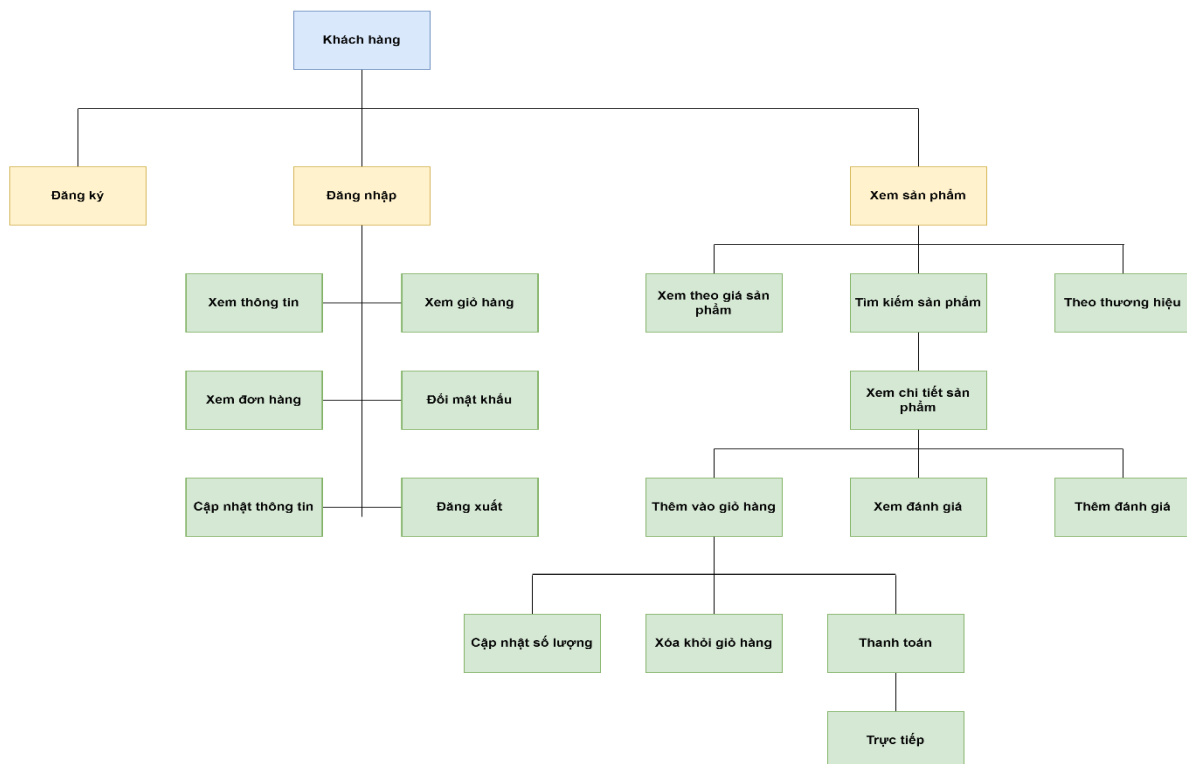 Khách hàng
Đăng ký
Đăng nhập
Xem sản phẩm
Xem thông tin
Xem giỏ hàng
Xem theo giá sản
phẩm
Tìm kiếm sản phẩm
Theo thương hiệu
Xem đơn hàng
Đổi mật khẩu
Xem chi tiết sản
phẩm
Cập nhật thông tin
Đăng xuất
Thêm vào giỏ hàng
Xem đánh giá
Thêm đánh giá
Cập nhật số lượng
Xóa khỏi giỏ hàng
Thanh toán
Trực tiếp